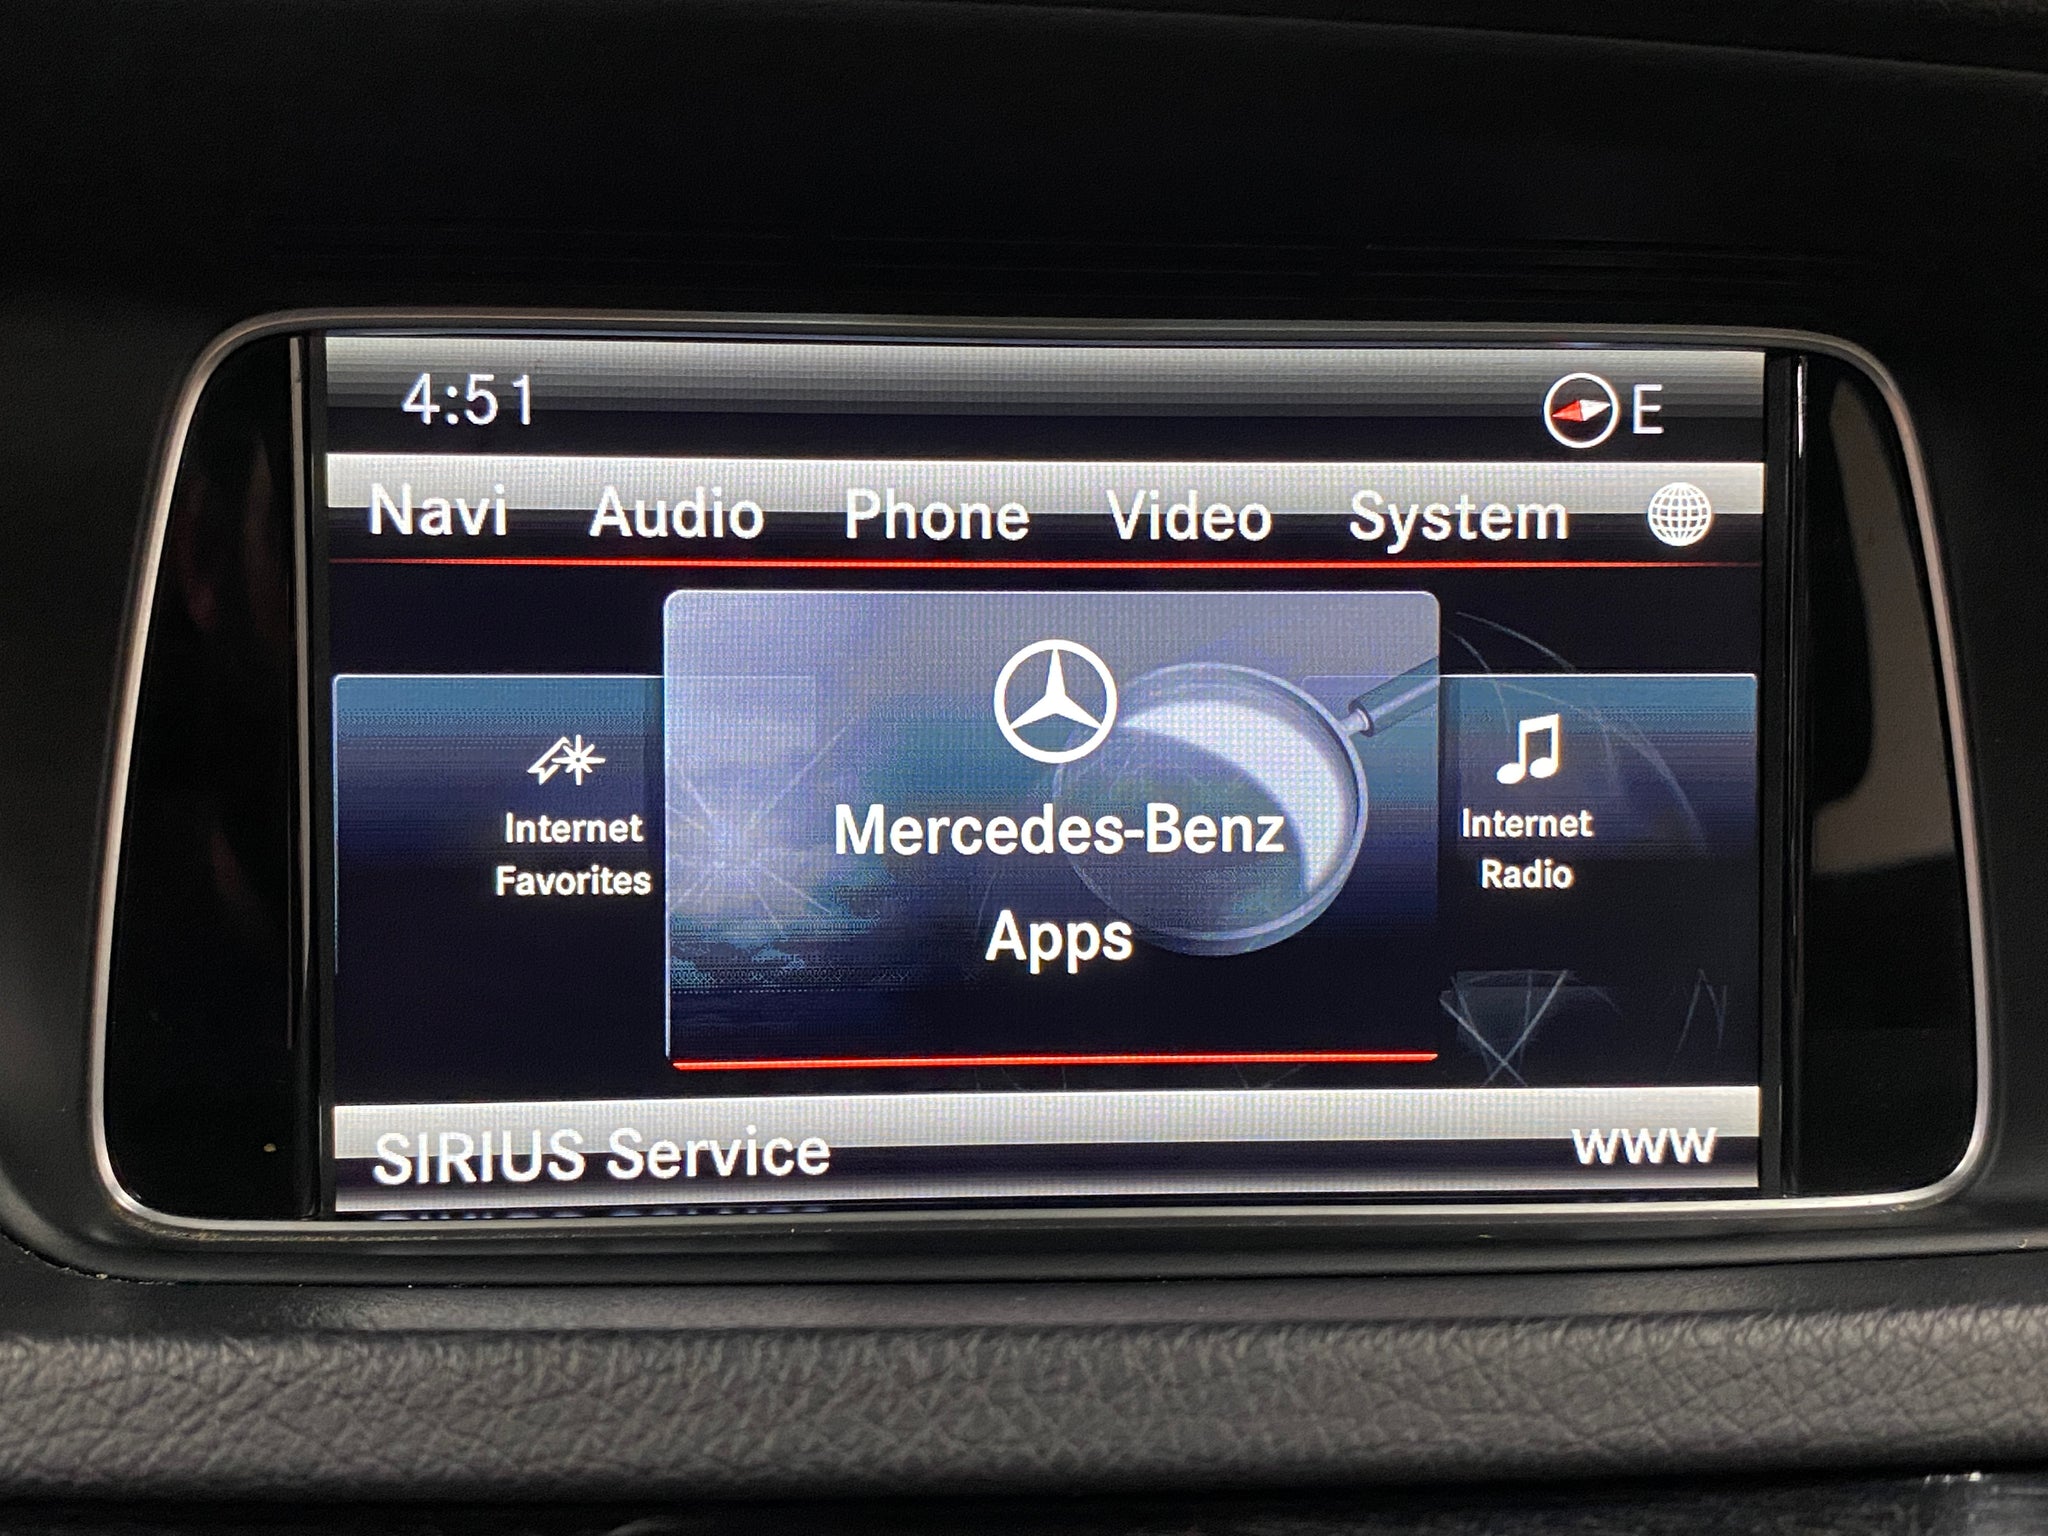 4:51 E
Navi Audio Phone Video System
Internet
Favorites
Mercedes-Benz
Apps
Internet
Radio
SIRIUS Service www